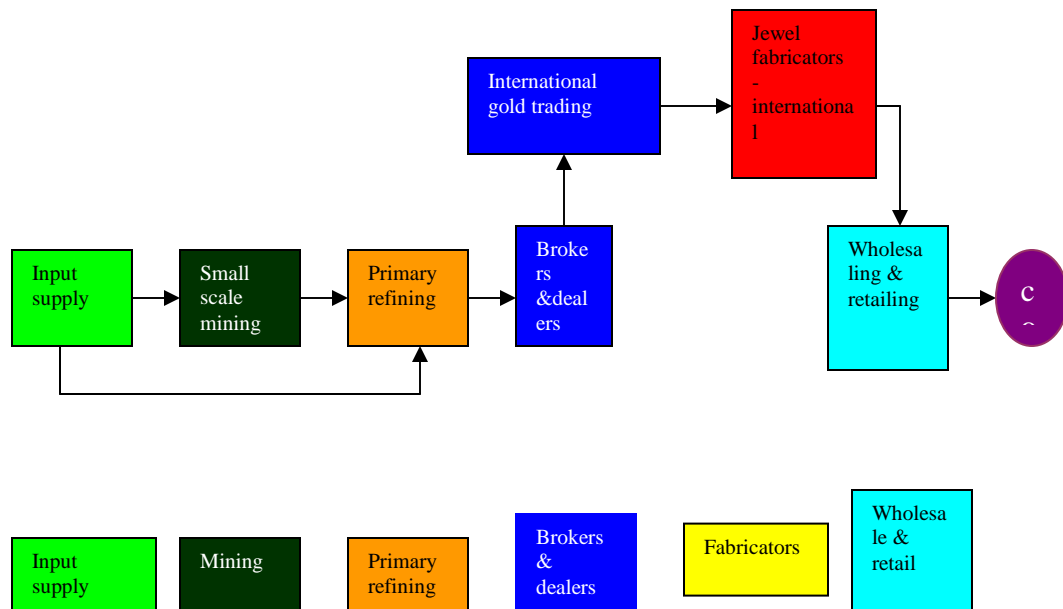 Jewel
fabricators
-
internationa
l
International
gold trading
Input
supply
Small
scale
mining
Primary
refining
Broke
rs
&deal
ers
Wholesa
ling &
retailing
c
Input
supply
Mining
Primary
refining
Brokers
&
dealers
Fabricators
Wholesa
le &
retail